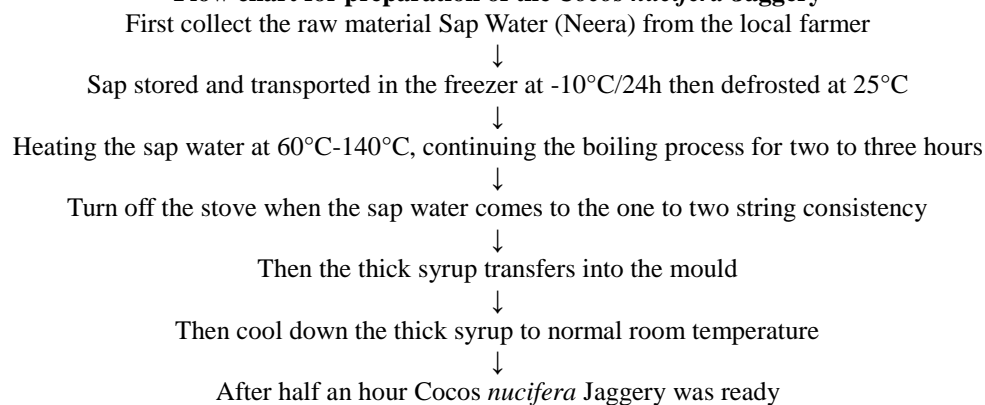 Flow chart for preparation of the Cocos nucifera Jaggery
First collect the raw material Sap Water (Neera) from the local farmer
↓
Sap stored and transported in the freezer at -10°C/24h then defrosted at 25°C
↓
Heating the sap water at 60°C-140°C, continuing the boiling process for two to three hours
↓
Turn off the stove when the sap water comes to the one to two string consistency
↓
Then the thick syrup transfers into the mould
↓
Then cool down the thick syrup to normal room temperature
↓
After half an hour Cocos nucifera Jaggery was ready